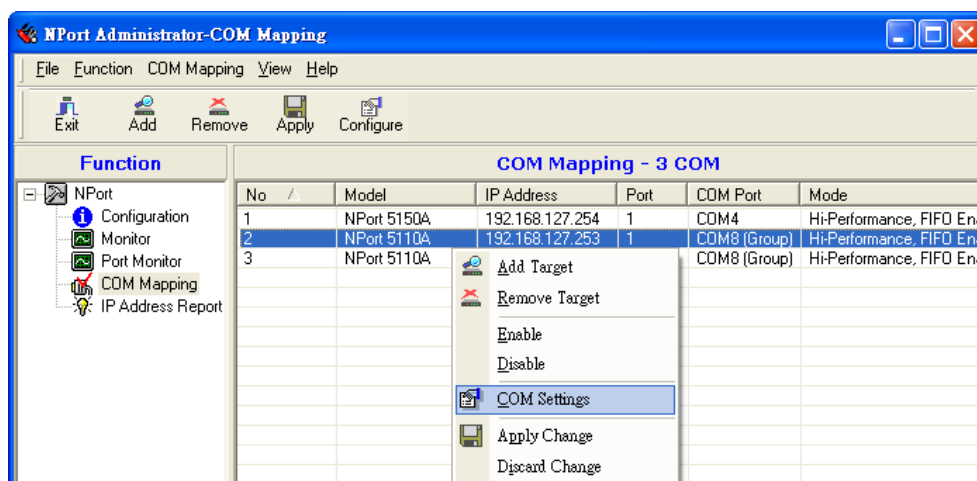 NPort Administrator-COM Mapping
File Function COM Mapping View Help
Exit Add Remove Apply Configure
Function
COM Mapping - 3 COM
NPort
Configuration
Monitor
Port Monitor
COM Mapping
IP Address Report
No Model IP Address Port COM Port Mode
1 NPort 5150A 192.168.127.254 1 COM4 Hi-Performance, FIFO En
2 NPort 5110A 192.168.127.253 1 COM8 (Group) Hi-Performance, FIFO En
3 NPort 5110A COM8 (Group) Hi-Performance, FIFO En
Add Target
Remove Target
Enable
Disable
COM Settings
Apply Change
Discard Change